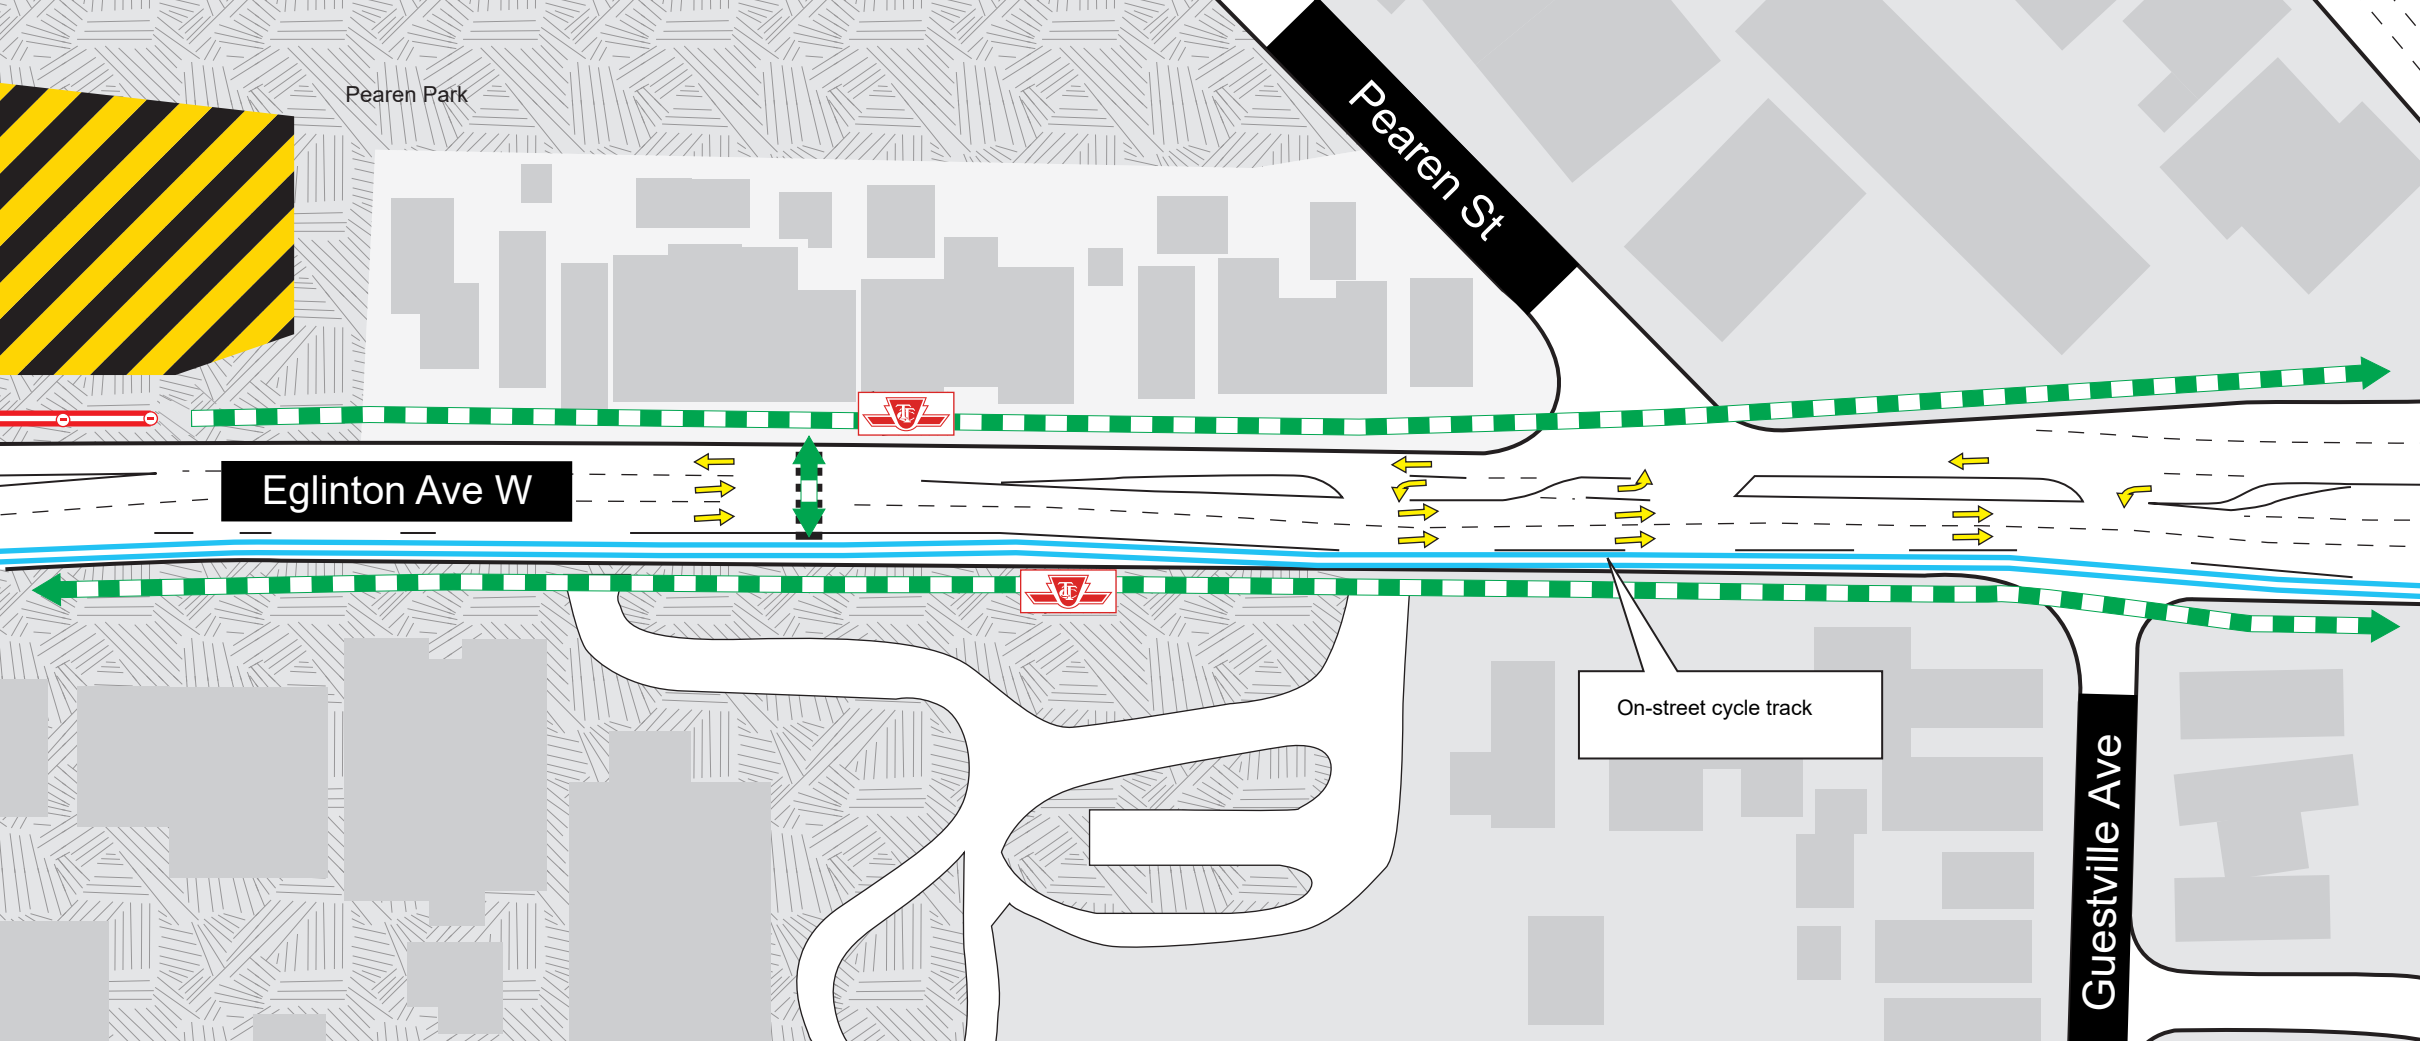 Pearen Park
Pearen St
Eglinton Ave W
On-street cycle track
Guestville Ave